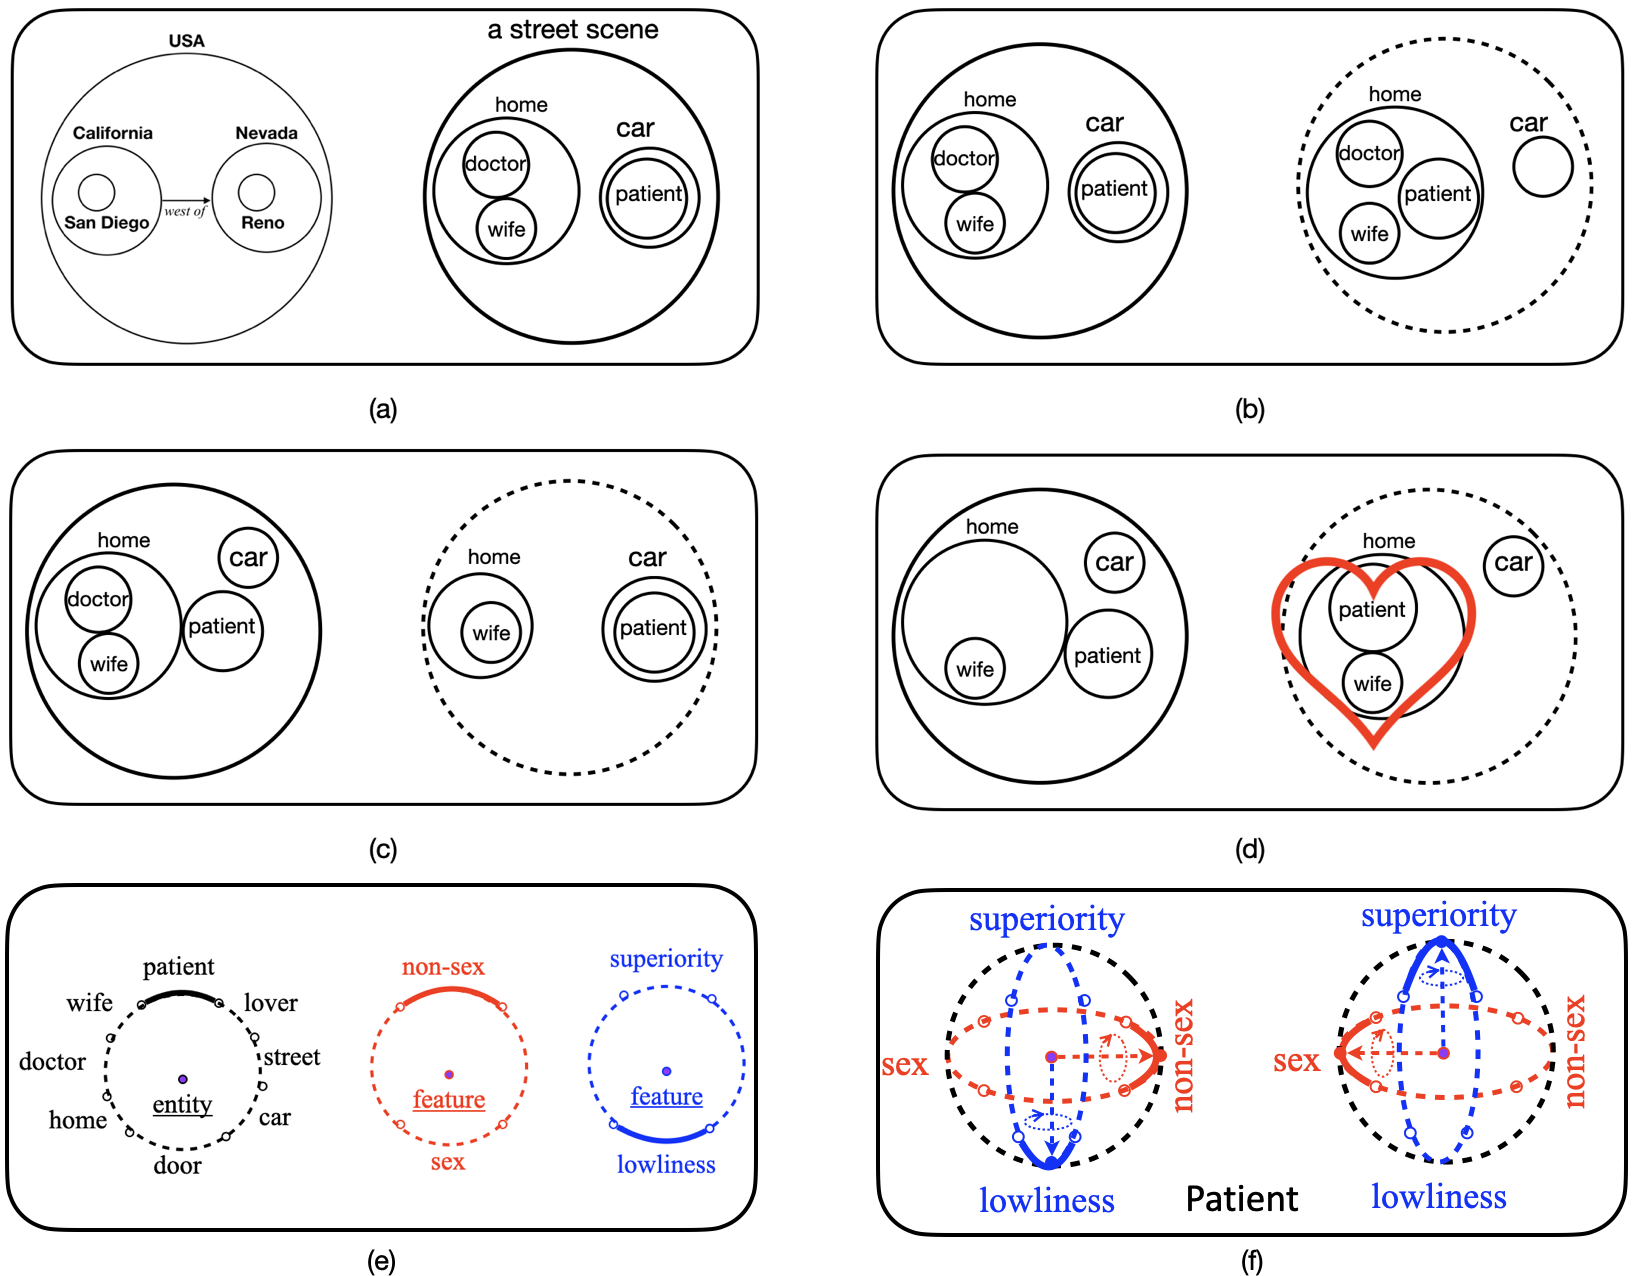 USA
California
Nevada
San Diego
west of
Reno
a street scene
home
car
doctor
patient
wife
(a)
home
car
doctor
patient
wife
home
car
doctor
patient
wife
(b)
home
car
doctor
patient
wife
home
car
wife
patient
(c)
home
car
wife
patient
home
car
patient
wife
(d)
patient
wife
lover
doctor
street
entity
home
car
door
non-sex
feature
sex
superiority
feature
lowliness
(e)
superiority
sex
non-sex
lowliness
Patient
superiority
sex
non-sex
lowliness
(f)